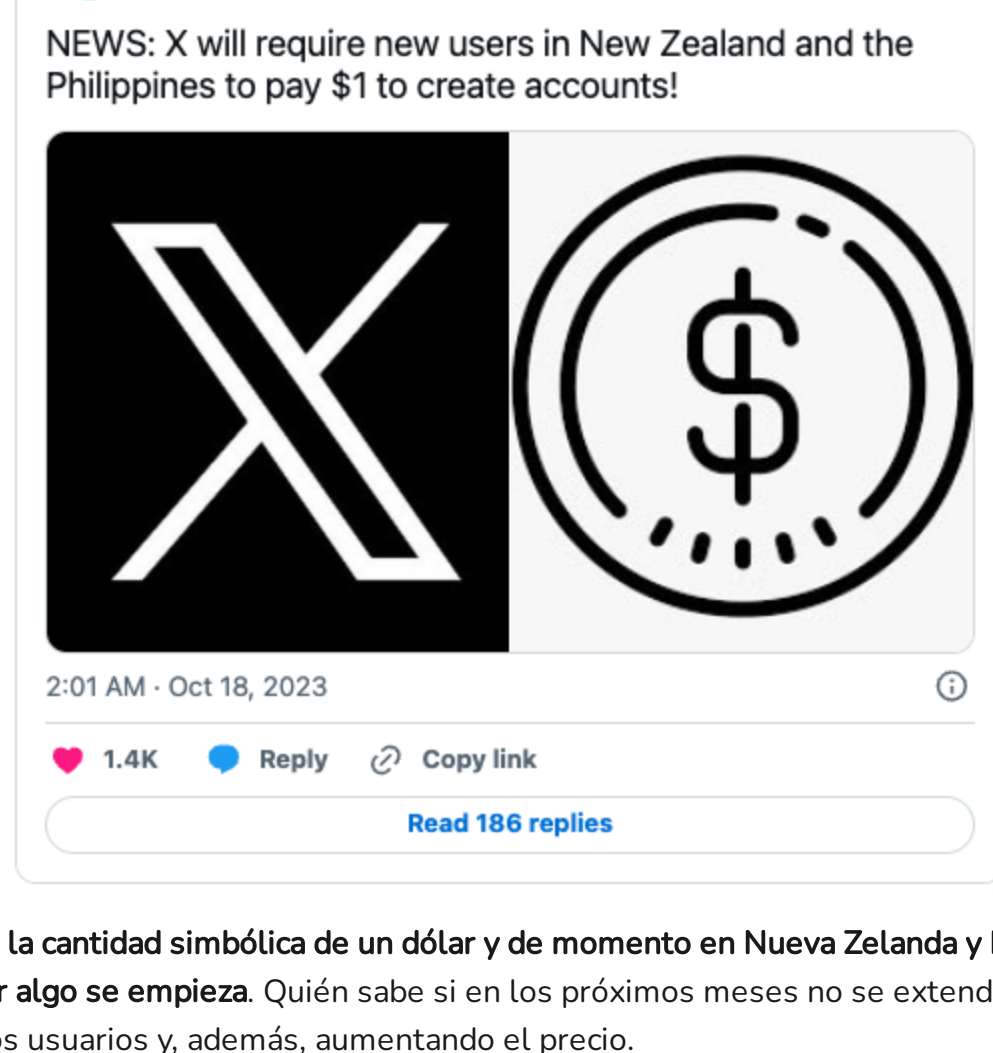 NEWS: X will require new users in New Zealand and the
Philippines to pay $1 to create accounts!
X
$
2:01 AM · Oct 18, 2023
1.4K Reply Copy link
Read 186 replies
la cantidad simbólica de un dólar y de momento en Nueva Zelanda y
algo se empieza. Quién sabe si en los próximos meses no se
usuarios y, además, aumentando el precio.